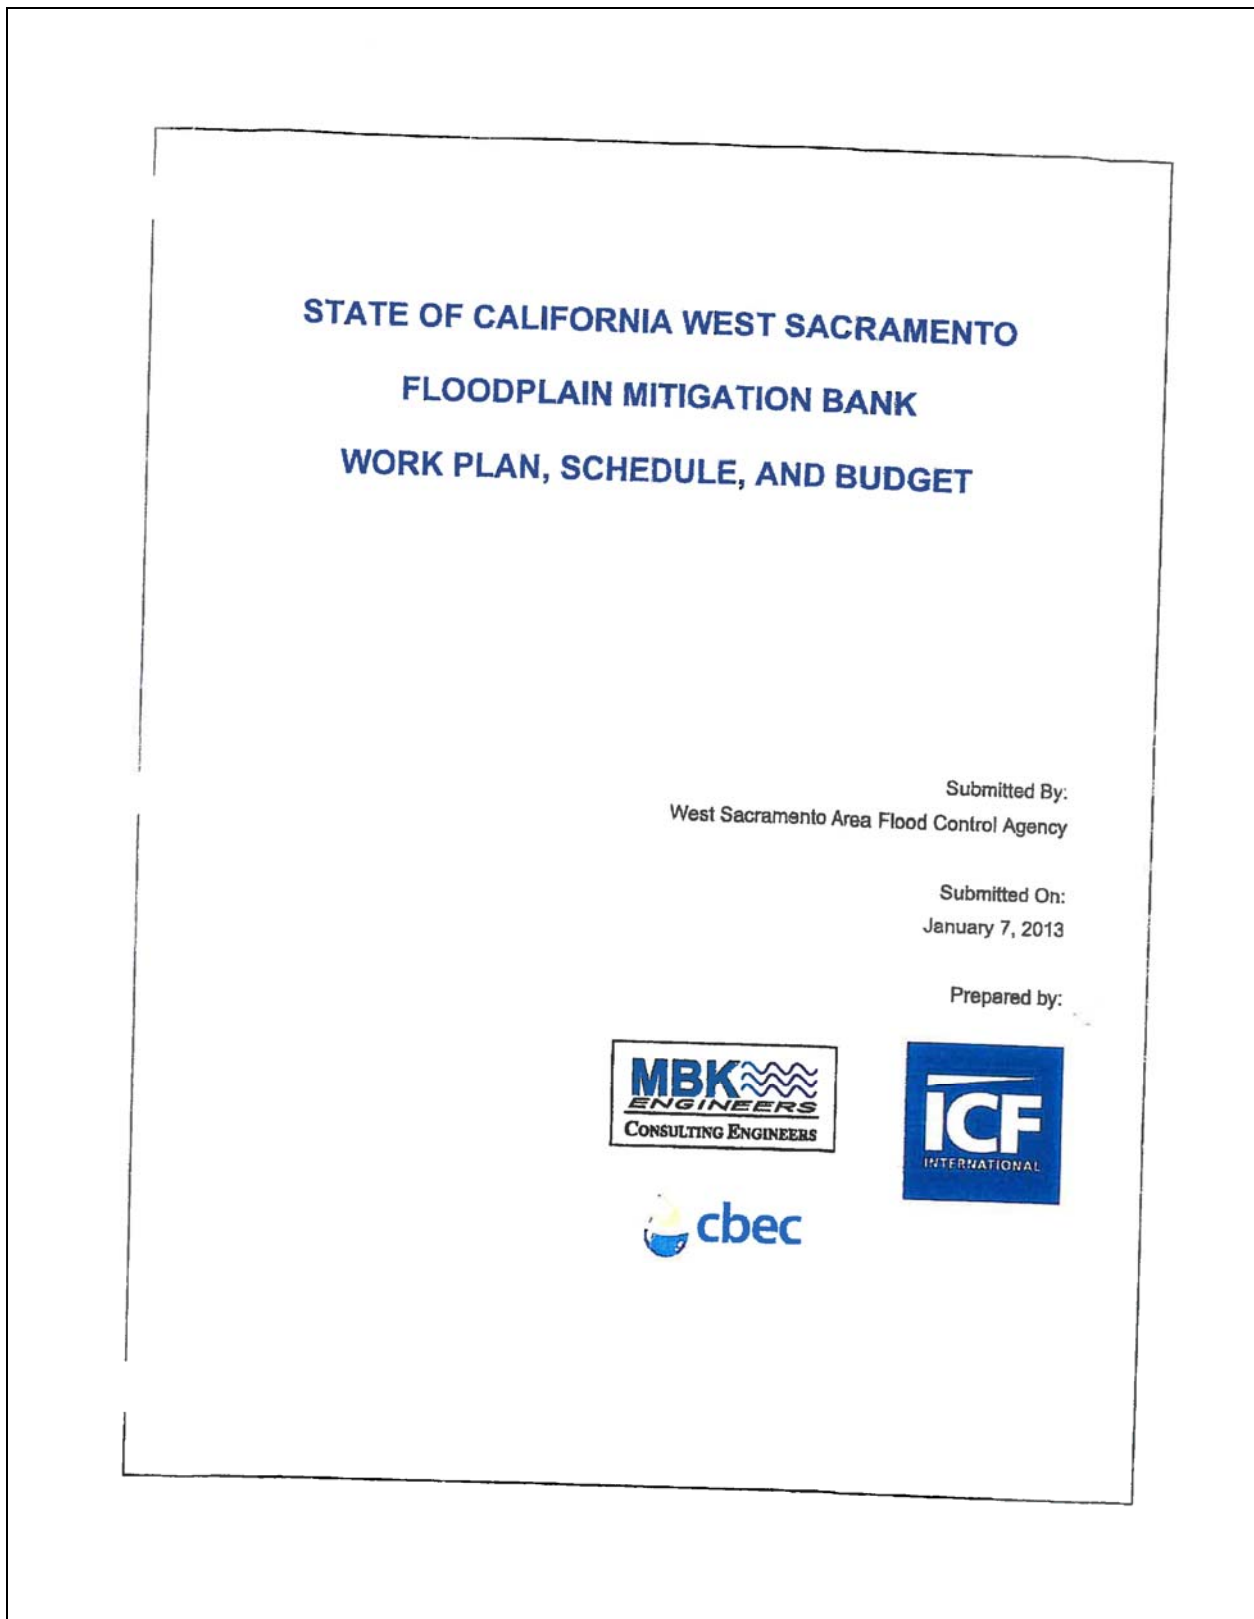 STATE OF CALIFORNIA WEST SACRAMENTO
FLOODPLAIN MITIGATION BANK
WORK PLAN, SCHEDULE, AND BUDGET
Submitted By:
West Sacramento Area Flood Control Agency
Submitted On:
January 7, 2013
Prepared by:
MBK
ENGINEERS
CONSULTING ENGINEERS
ICF
INTERNATIONAL
cbec